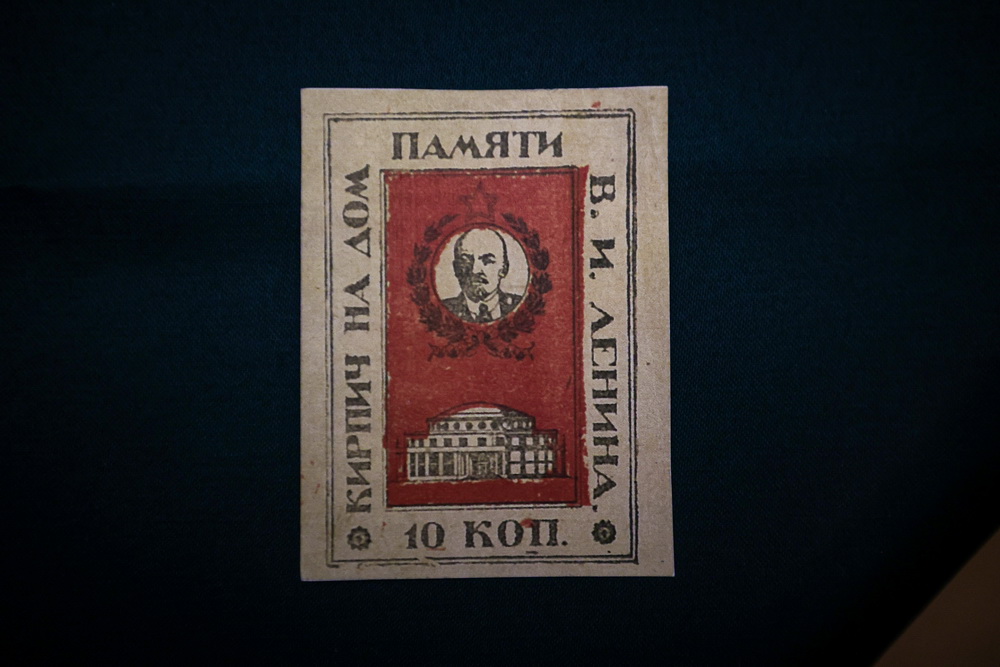 КИРПИЧ НА ДОМ
ПАМЯТИ
В. И. ЛЕНИНА.
10 КОП.